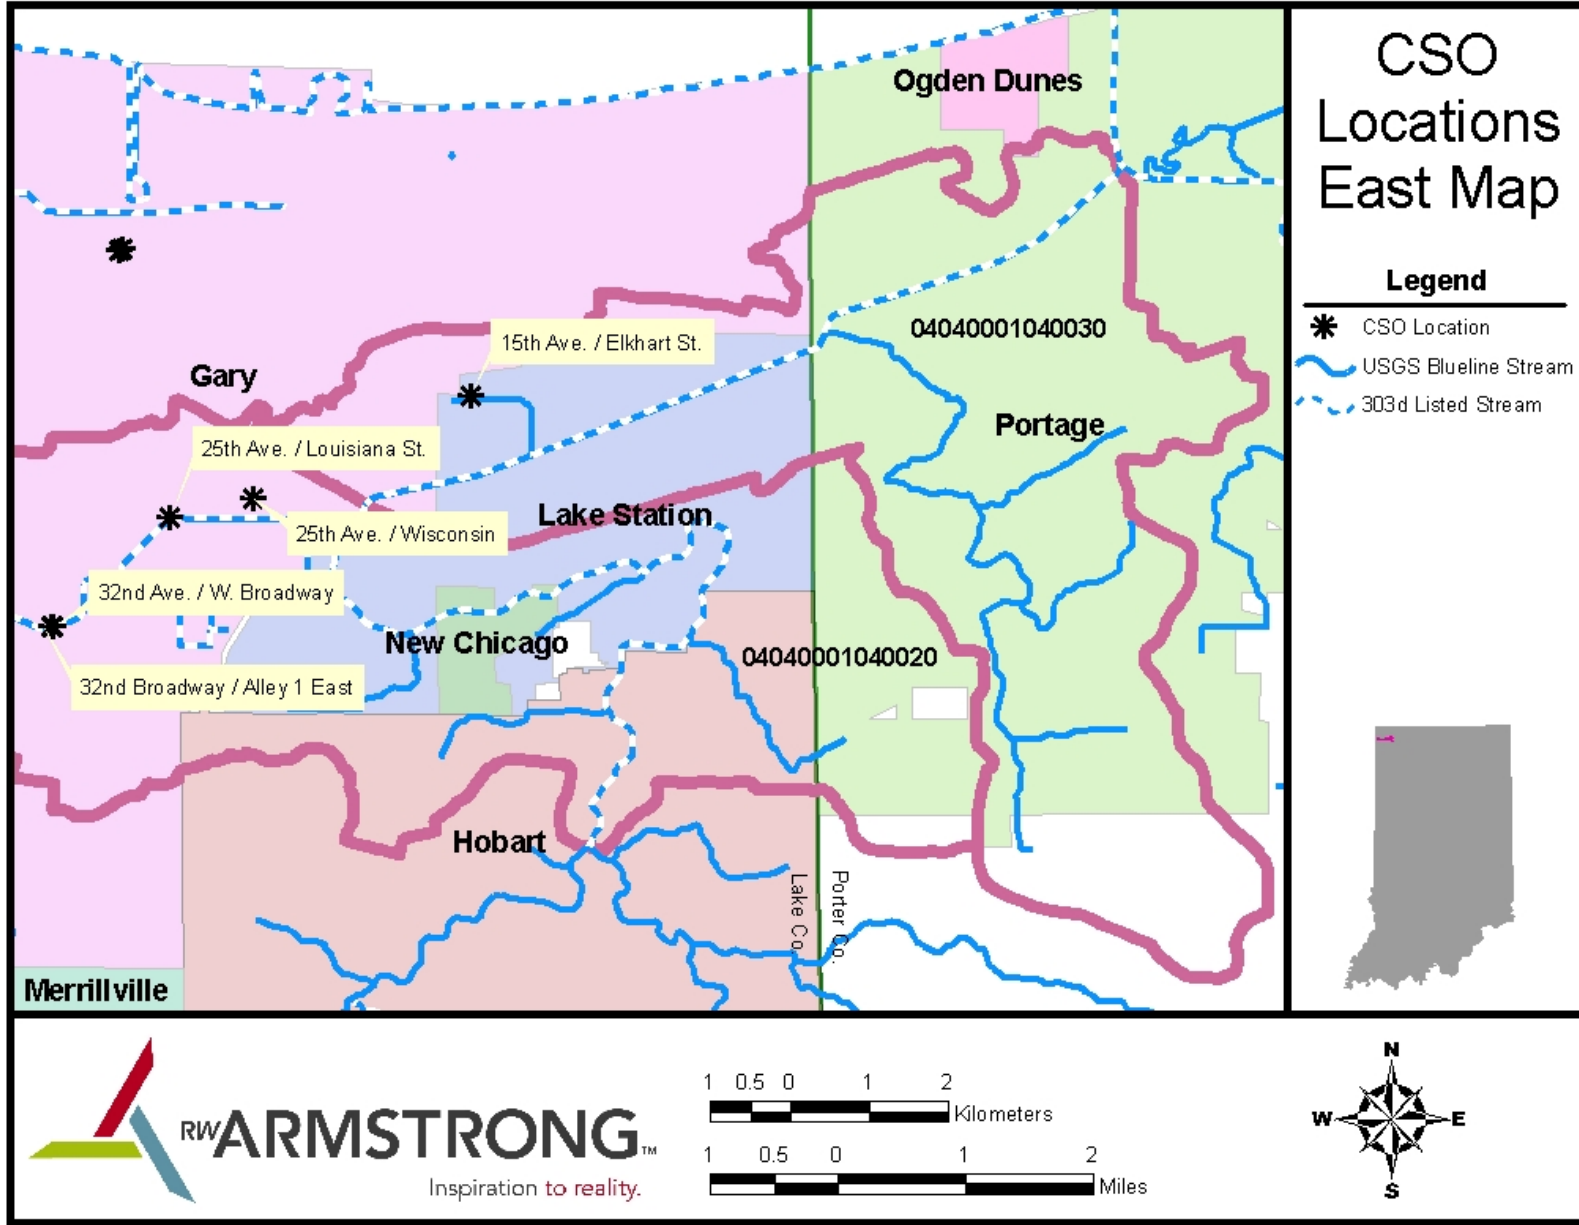 CSO
Locations
East Map
Legend
CSO Location
USGS Blueline Stream
303d Listed Stream
Ogden Dunes
04040001040030
15th Ave. / Elkhart St.
Gary
Portage
25th Ave. / Louisiana St.
Lake Station
25th Ave. / Wisconsin
32nd Ave. / W. Broadway
New Chicago
04040001040020
32nd Broadway / Alley 1 East
Hobart
Lake Co.
Porter Co.
Merrillville
RW ARMSTRONG™
Inspiration to reality.
1 0.5 0 1 2
Kilometers
1 0.5 0 1 2
Miles
N
W E
S